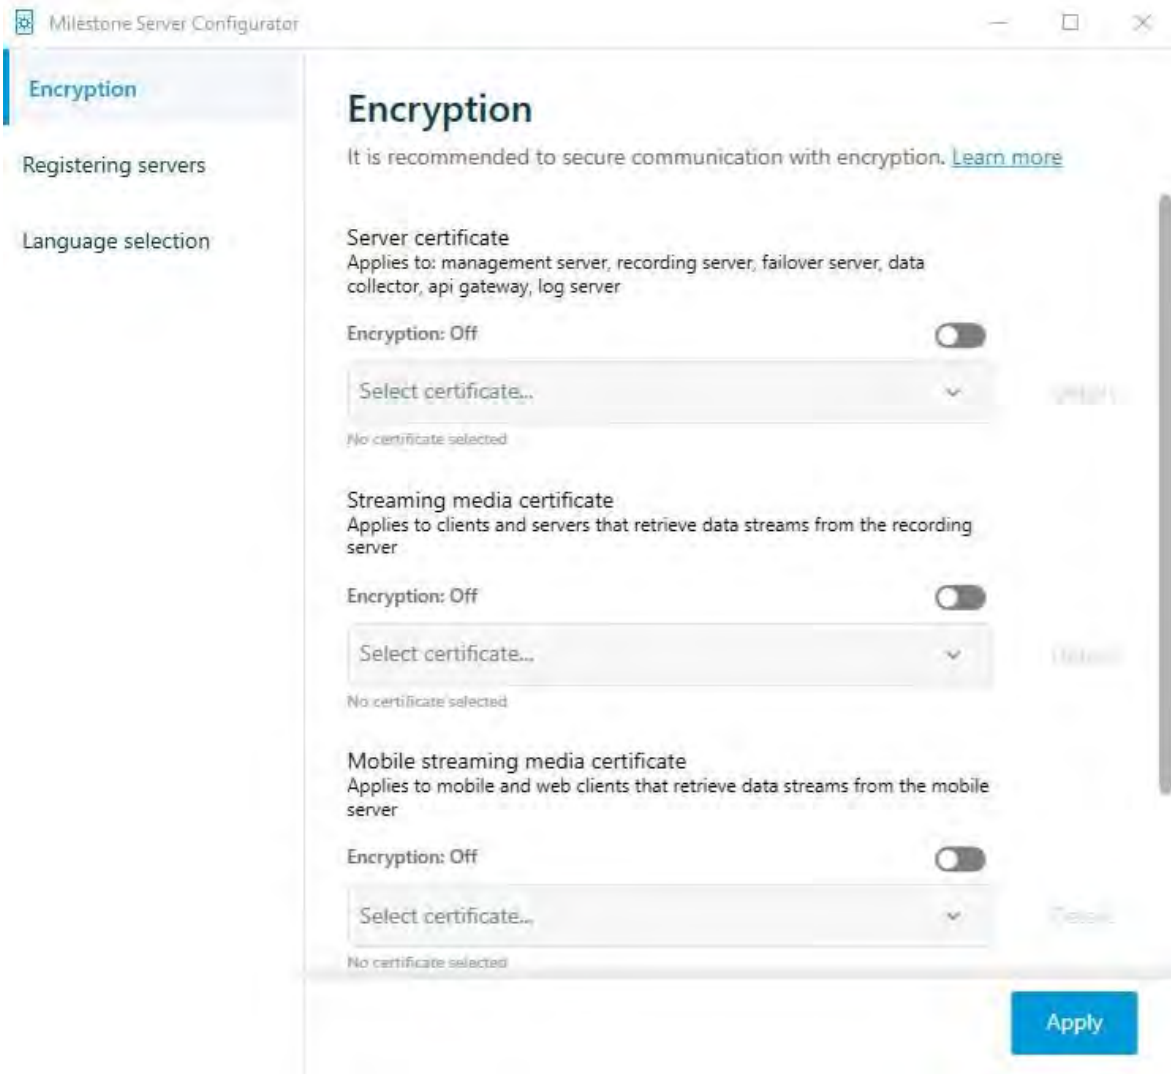 Milestone Server Configurator
Encryption
Registering servers
Language selection
Encryption
It is recommended to secure communication with encryption. Learn more
Server certificate
Applies to: management server, recording server, failover server, data
collector, api gateway, log server
Encryption: Off
Select certificate...
No certificate selected
Streaming media certificate
Applies to clients and servers that retrieve data streams from the recording
server
Encryption: Off
Select certificate...
No certificate selected
Mobile streaming media certificate
Applies to mobile and web clients that retrieve data streams from the mobile
server
Encryption: Off
Select certificate...
No certificate selected
Apply